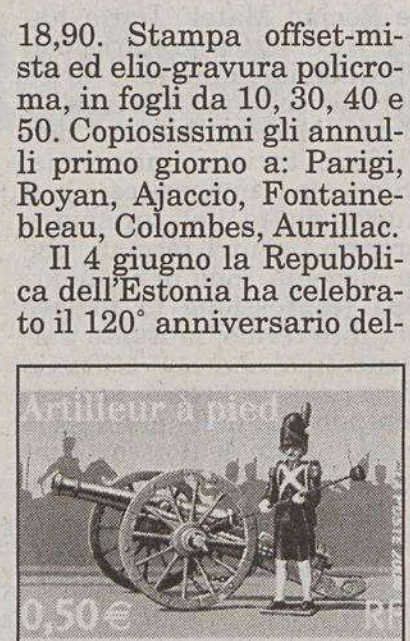 18,90. Stampa offset-mi-
sta ed elio-gravura policro-
ma, in fogli da 10, 30, 40 e
50. Copiosissimi gli annul-
li primo giorno a: Parigi,
Royan, Ajaccio, Fontaine-
bleau, Colombes, Aurillac.
Il 4 giugno la Repubbli-
ca dell'Estonia ha celebra-
to il 120° anniversario del-
Artilleur à pied
0,50€
RF